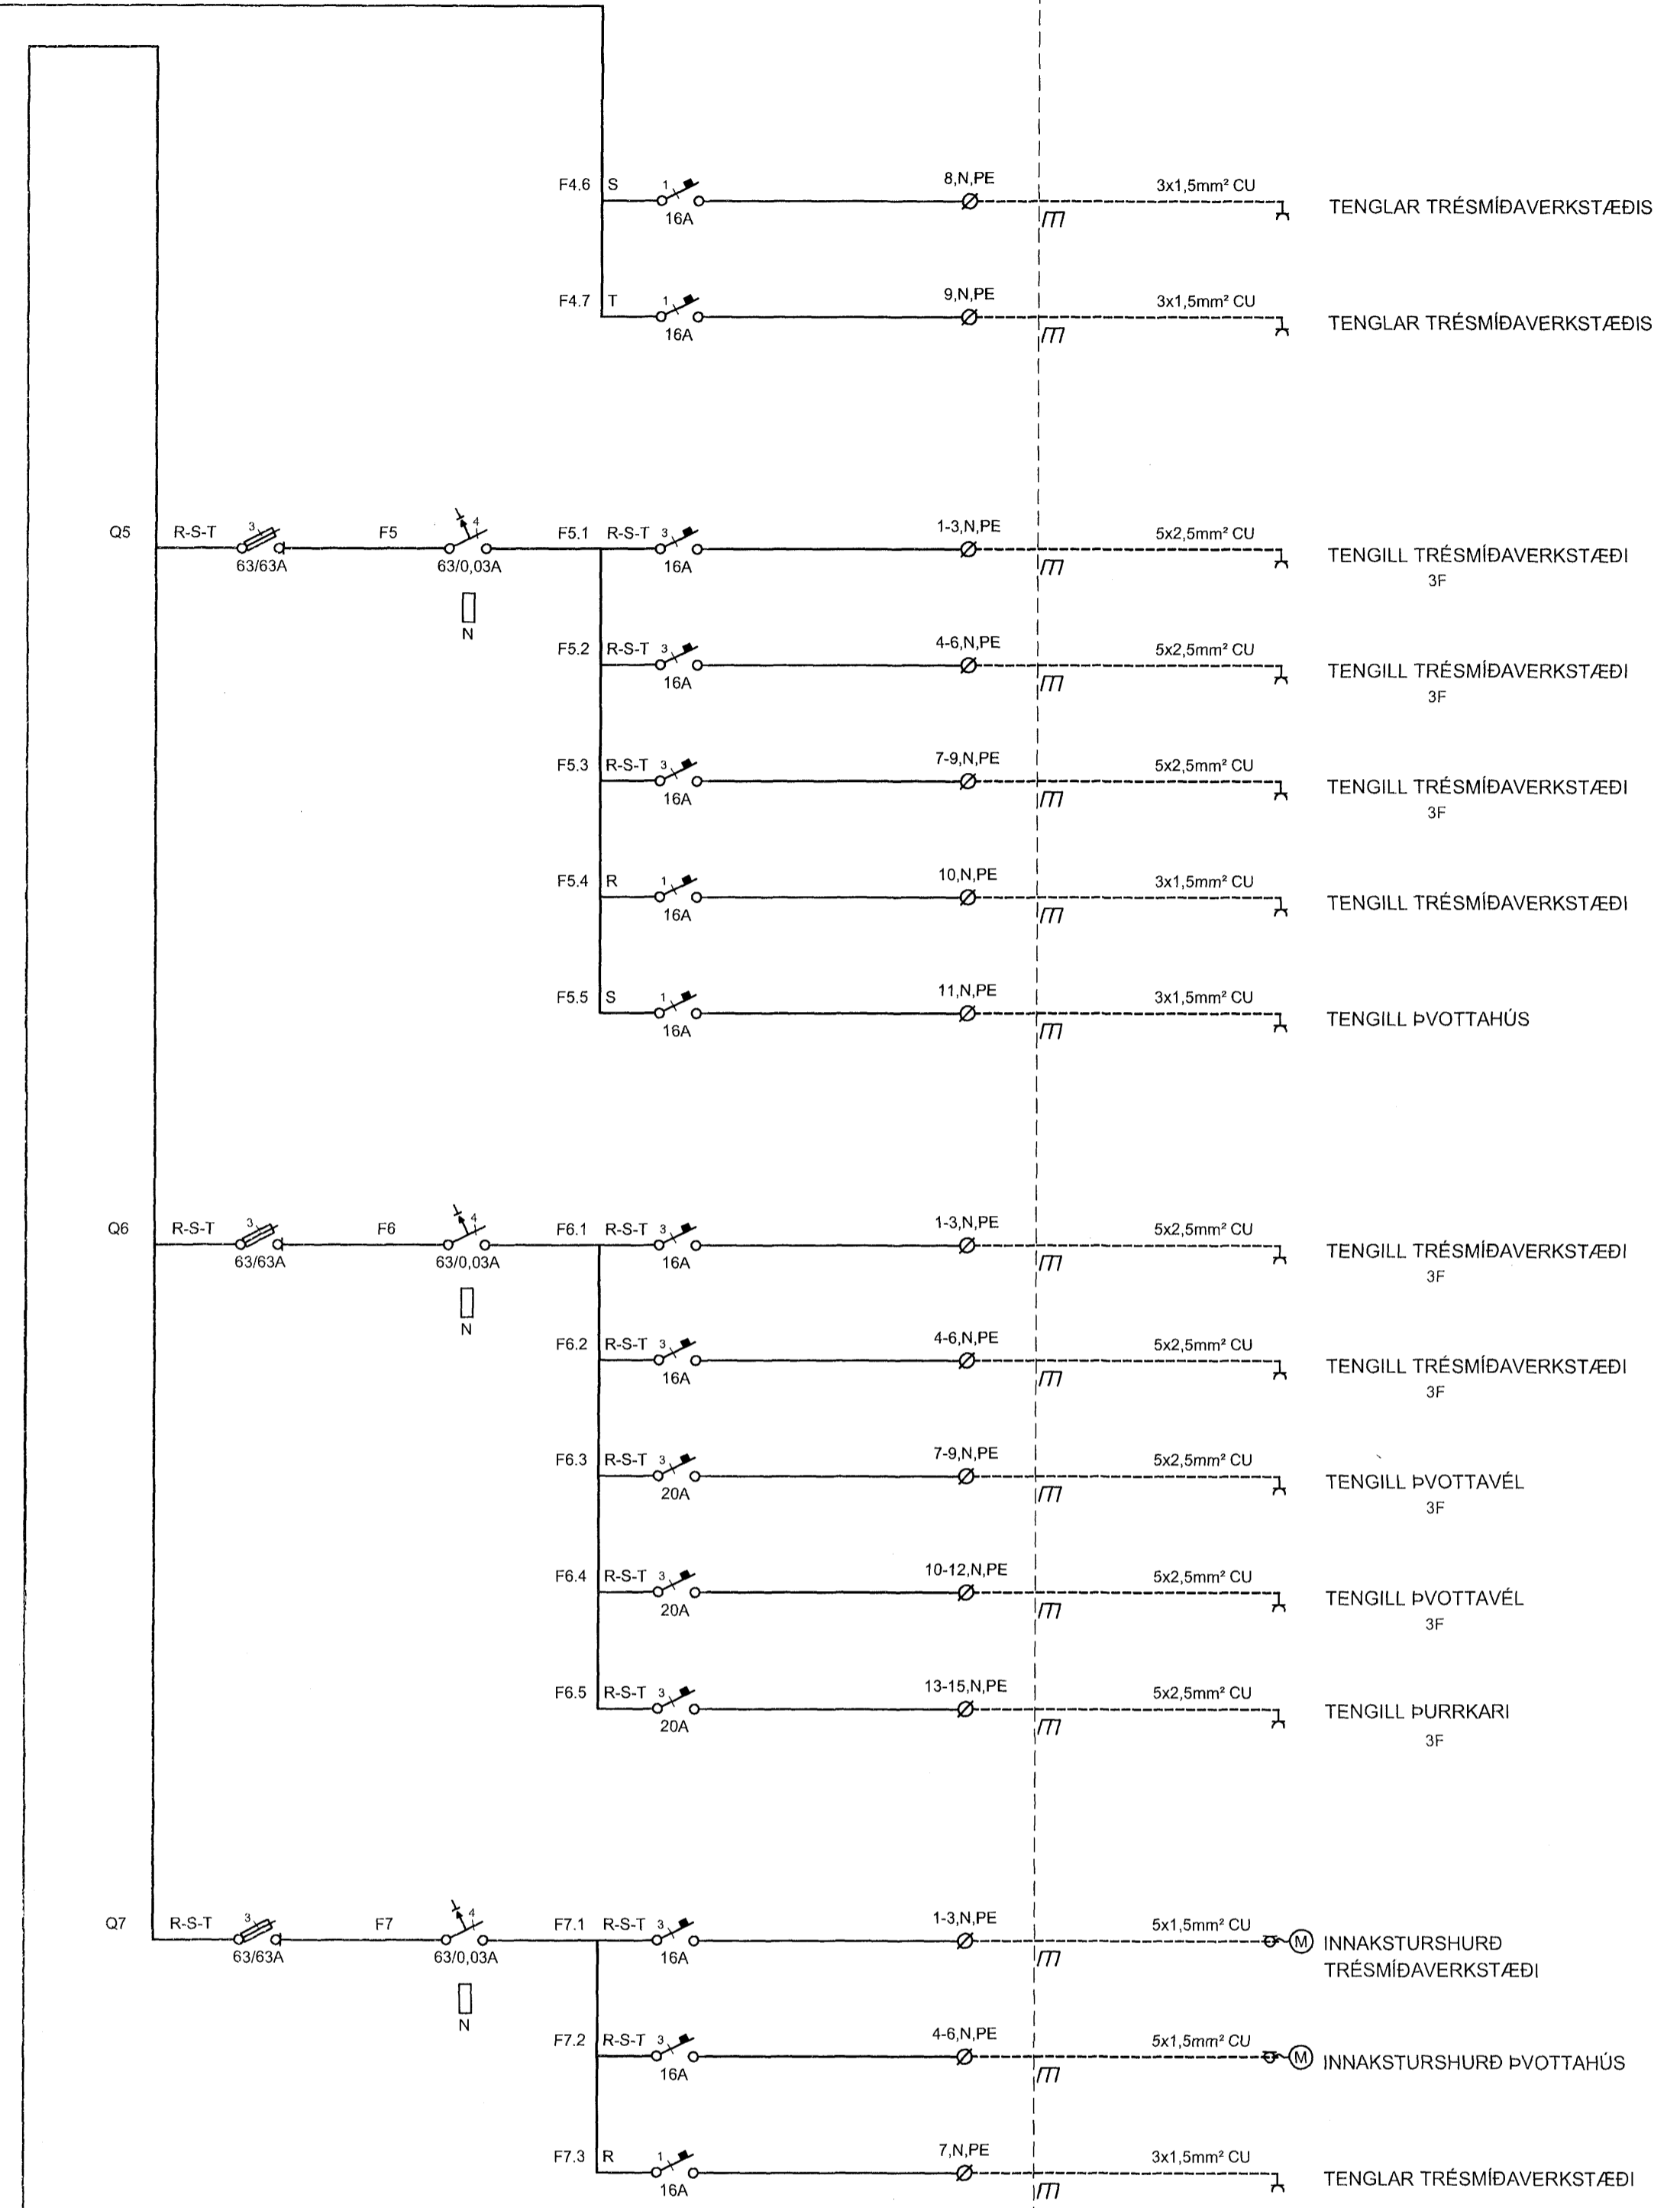 F4.6 S 1 16A 8,N,PE 3x1,5mm² CU TENGLAR TRÉSMÍÐAVERKSTÆÐIS
F4.7 T 1 16A 9,N,PE 3x1,5mm² CU TENGLAR TRÉSMÍÐAVERKSTÆÐIS
Q5 R-S-T 3 63/63A F5 4 63/0,03A N
F5.1 R-S-T 3 16A 1-3,N,PE 5x2,5mm² CU TENGILL TRÉSMÍÐAVERKSTÆÐI
3F
F5.2 R-S-T 3 16A 4-6,N,PE 5x2,5mm² CU TENGILL TRÉSMÍÐAVERKSTÆÐI
3F
F5.3 R-S-T 3 16A 7-9,N,PE 5x2,5mm² CU TENGILL TRÉSMÍÐAVERKSTÆÐI
3F
F5.4 R 1 16A 10,N,PE 3x1,5mm² CU TENGILL TRÉSMÍÐAVERKSTÆÐI
F5.5 S 1 16A 11,N,PE 3x1,5mm² CU TENGILL ÞVOTTAHÚS
Q6 R-S-T 3 63/63A F6 4 63/0,03A N
F6.1 R-S-T 3 16A 1-3,N,PE 5x2,5mm² CU TENGILL TRÉSMÍÐAVERKSTÆÐI
3F
F6.2 R-S-T 3 16A 4-6,N,PE 5x2,5mm² CU TENGILL TRÉSMÍÐAVERKSTÆÐI
3F
F6.3 R-S-T 3 20A 7-9,N,PE 5x2,5mm² CU TENGILL ÞVOTTAVÉL
3F
F6.4 R-S-T 3 20A 10-12,N,PE 5x2,5mm² CU TENGILL ÞVOTTAVÉL
3F
F6.5 R-S-T 3 20A 13-15,N,PE 5x2,5mm² CU TENGILL ÞURRKARI
3F
Q7 R-S-T 3 63/63A F7 4 63/0,03A N
F7.1 R-S-T 3 16A 1-3,N,PE 5x1,5mm² CU M INNAKSTURSHURÐ
TRÉSMÍÐAVERKSTÆÐI
F7.2 R-S-T 3 16A 4-6,N,PE 5x1,5mm² CU M INNAKSTURSHURÐ ÞVOTTAHÚS
F7.3 R 1 16A 7,N,PE 3x1,5mm² CU TENGLAR TRÉSMÍÐAVERKSTÆÐI